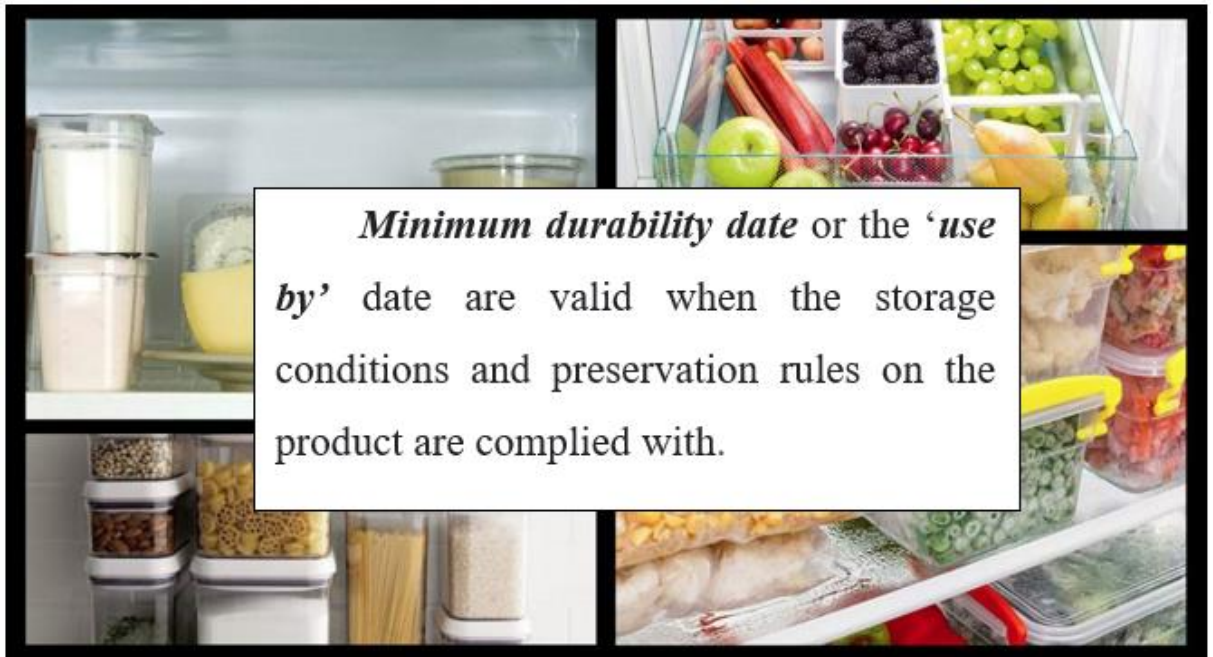 Minimum durability date or the ‘use
by’ date are valid when the storage
conditions and preservation rules on the
product are complied with.